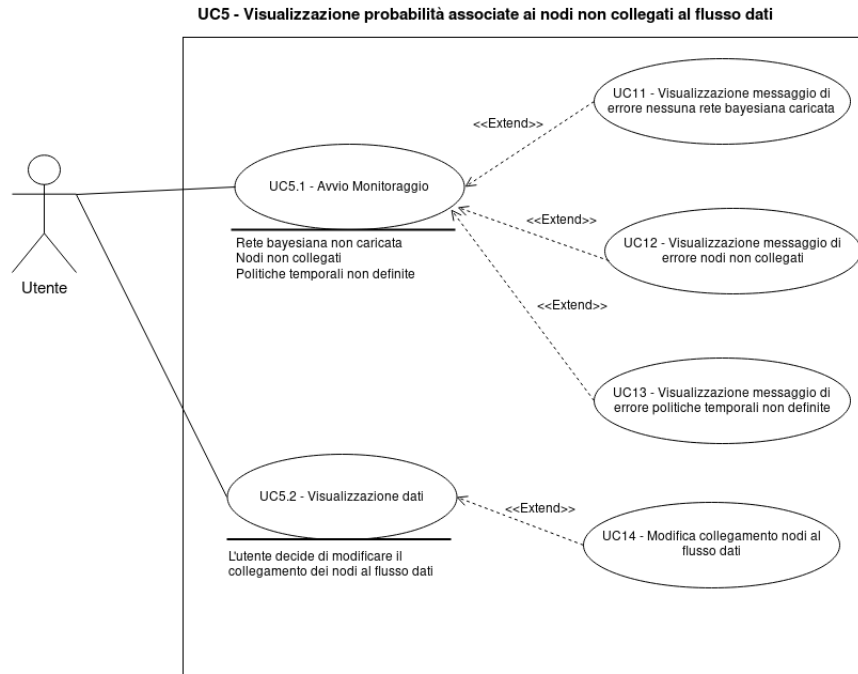 UC5 - Visualizzazione probabilità associate ai nodi non collegati al flusso dati
UC11 - Visualizzazione messaggio di
errore nessuna rete bayesiana caricata
<<Extend>>
UC5.1 - Avvio Monitoraggio
<<Extend>>
UC12 - Visualizzazione messaggio di
errore nodi non collegati
Rete bayesiana non caricata
Nodi non collegati
Politiche temporali non definite
Utente
<<Extend>>
UC13 - Visualizzazione messaggio di
errore politiche temporali non definite
UC5.2 - Visualizzazione dati
<<Extend>>
UC14 - Modifica collegamento nodi al
flusso dati
L'utente decide di modificare il
collegamento dei nodi al flusso dati